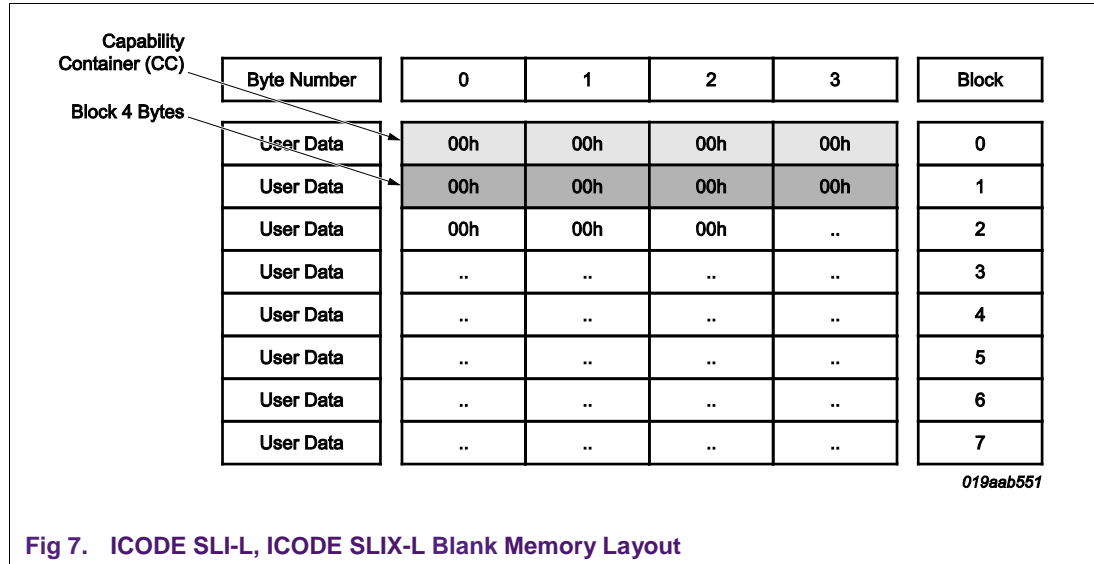 Capability
Container (CC)
Block 4 Bytes
Byte Number 0 1 2 3 Block
User Data 00h 00h 00h 00h 0
User Data 00h 00h 00h 00h 1
User Data 00h 00h 00h .. 2
User Data .. .. .. .. 3
User Data .. .. .. .. 4
User Data .. .. .. .. 5
User Data .. .. .. .. 6
User Data .. .. .. .. 7
019aab551
Fig 7. ICODE SLI-L, ICODE SLIX-L Blank Memory Layout